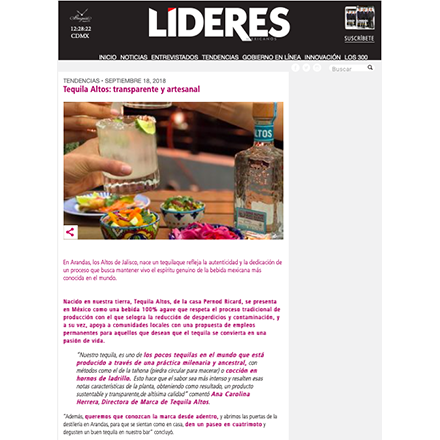 12:28:22
CDMX
LÍDERES
MEXICANOS
SUSCRÍBETE
INICIO NOTICIAS ENTREVISTADOS TENDENCIAS GOBIERNO EN LÍNEA INNOVACIÓN LOS 300
Buscar
TENDENCIAS • SEPTIEMBRE 18, 2018
Tequila Altos: transparente y artesanal
ALTOS
En Arandas, los Altos de Jalisco, nace un tequilaque refleja la autenticidad y la dedicación de
un proceso que busca mantener vivo el espíritu genuino de la bebida mexicana más
conocida en el mundo.
Nacido en nuestra tierra, Tequila Altos, de la casa Pernod Ricard, se presenta
en México como una bebida 100% agave que respeta el proceso tradicional de
producción con el que selogra la reducción de desperdicios y contaminación, y
a su vez, apoya a comunidades locales con una propuesta de empleos
permanentes para aquellos que desean que el tequila se convierta en una
pasión de vida.
"Nuestro tequila, es uno de los pocos tequilas en el mundo que está
producido a través de una práctica milenaria y ancestral, con
métodos como el de la tahona (piedra circular para macerar) o cocción en
hornos de ladrillo. Esto hace que el sabor sea más intenso y resalten esas
notas características de la planta, obteniendo como resultado, un producto
sustentable y transparente,de altísima calidad" comentó Ana Carolina
Herrera, Directora de Marca de Tequila Altos.
"Además, queremos que conozcan la marca desde adentro, y abrimos las puertas de la
destilería en Arandas, para que se sientan como en casa, den un paseo en cuatrimoto y
degusten un buen tequila en nuestro bar" concluyó.